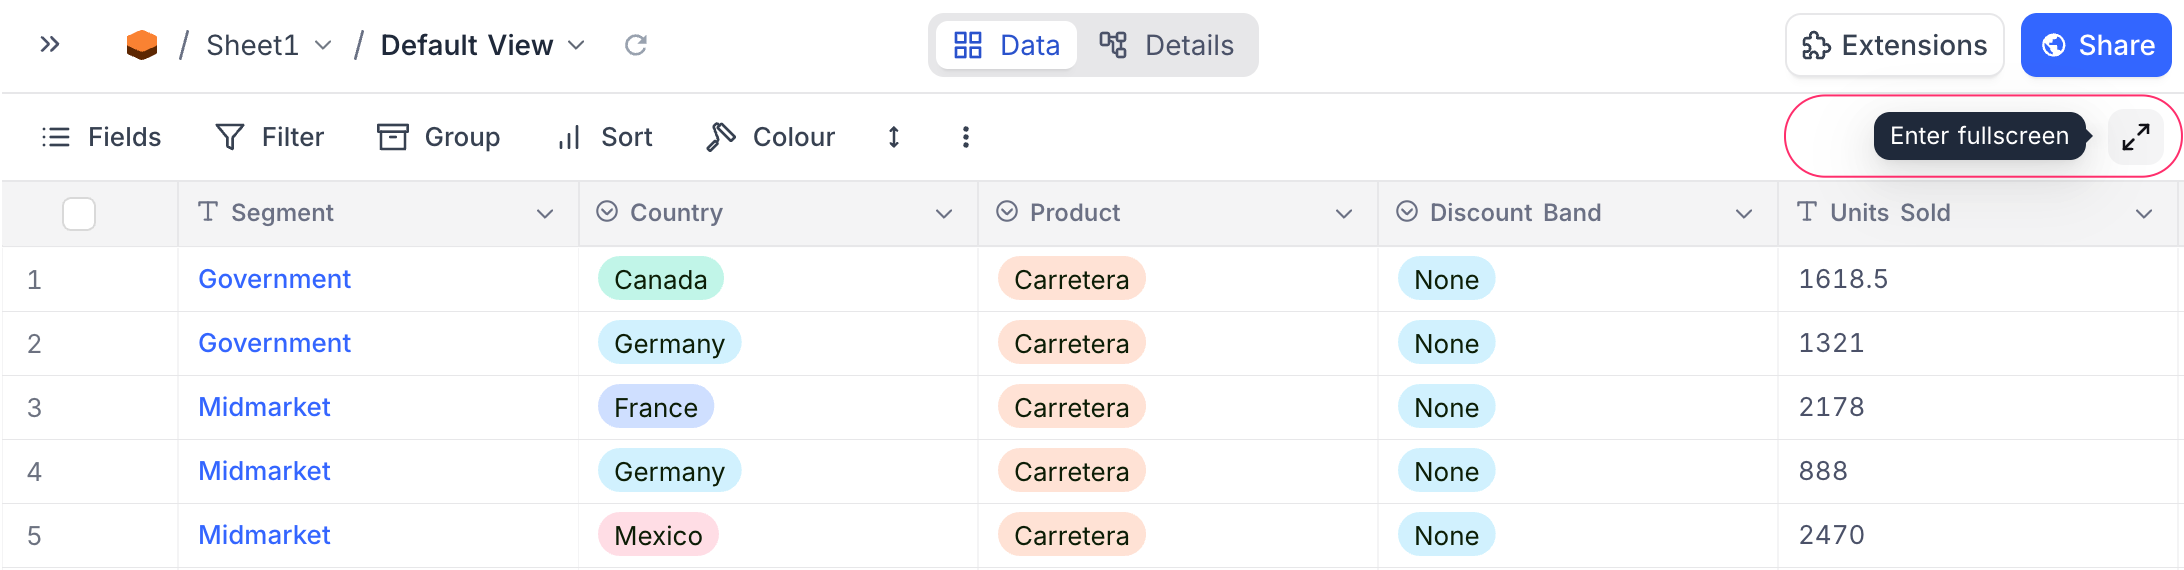 / Sheet1 / Default View
Data Details
Extensions Share
Fields Filter Group Sort Colour
Enter fullscreen
Segment Country Product Discount Band Units Sold
1 Government Canada Carretera None 1618.5
2 Government Germany Carretera None 1321
3 Midmarket France Carretera None 2178
4 Midmarket Germany Carretera None 888
5 Midmarket Mexico Carretera None 2470